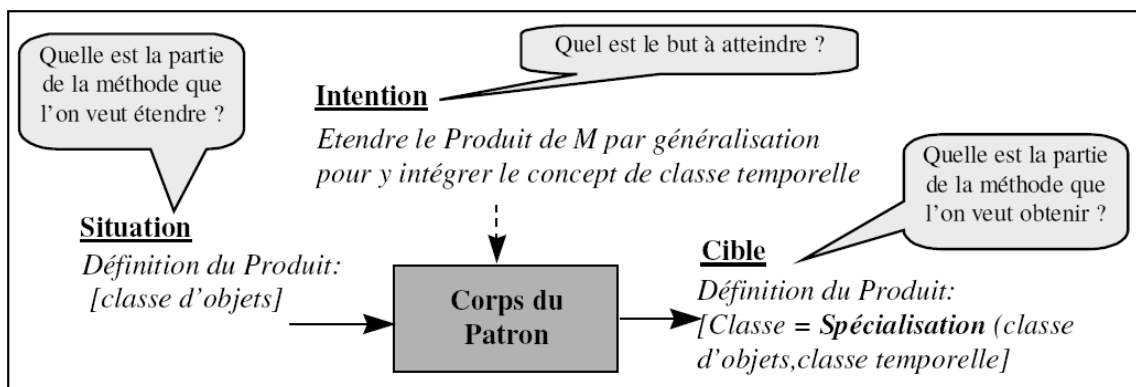 Quelle est la partie
de la méthode que
l'on veut étendre ?
Quel est le but à atteindre ?
Intention
Etendre le Produit de M par généralisation
pour y intégrer le concept de classe temporelle
Quelle est la partie
de la méthode que
l'on veut obtenir ?
Situation
Définition du Produit:
[classe d'objets]
Corps du
Patron
Cible
Définition du Produit:
[Classe = Spécialisation (classe
d'objets,classe temporelle]